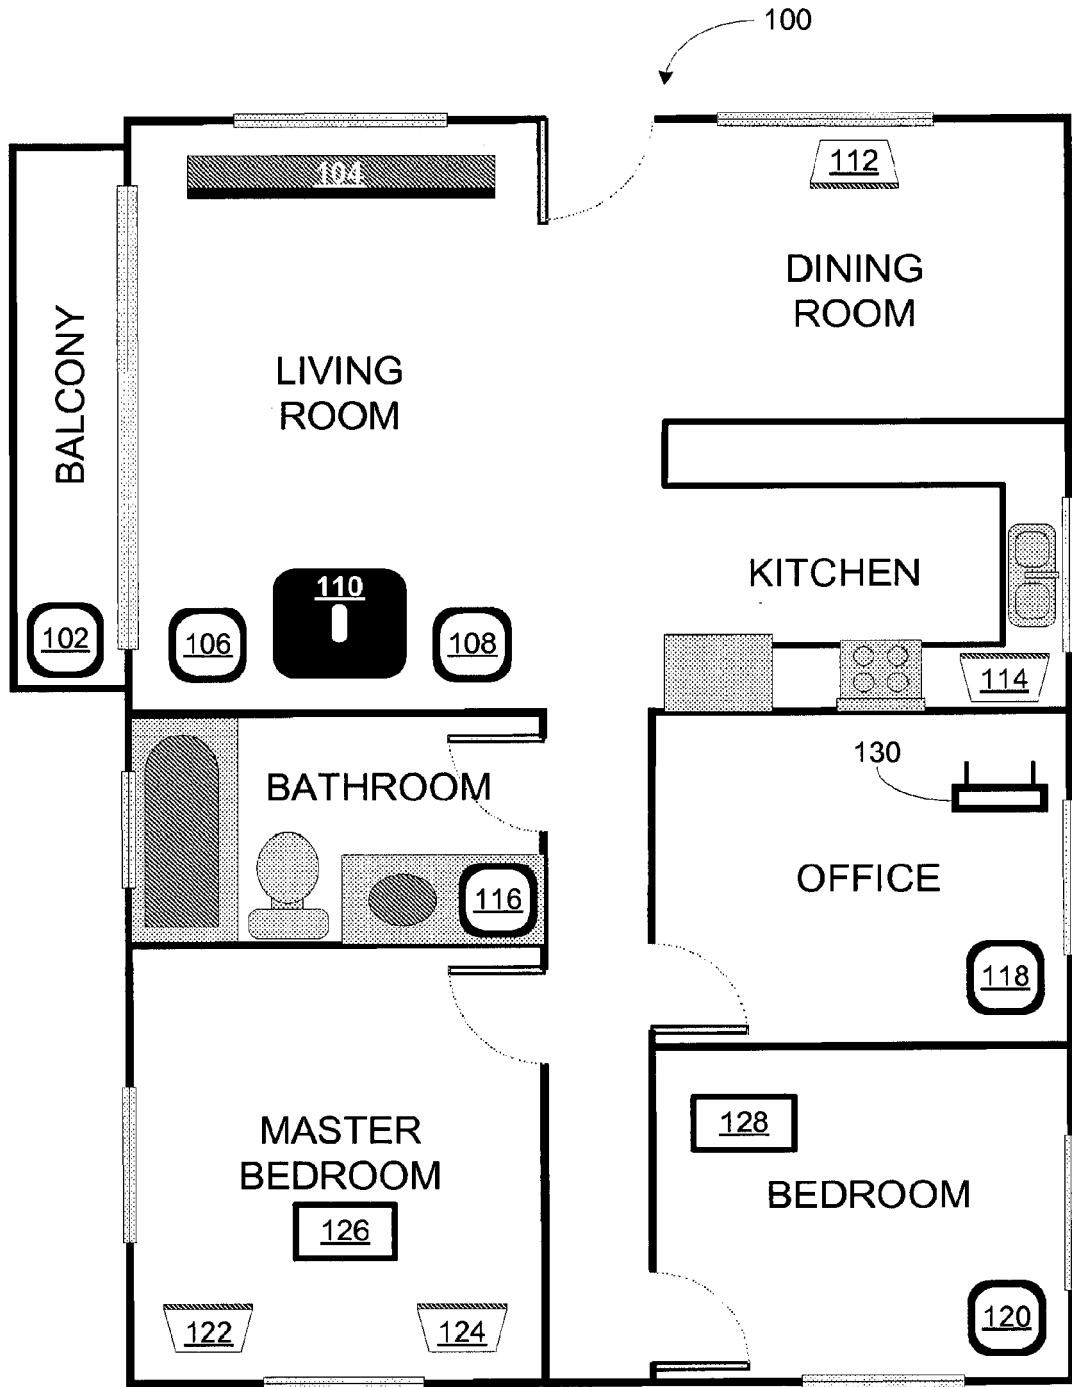 100
104
112
DINING
ROOM
BALCONY
LIVING
ROOM
KITCHEN
110
102
106
108
114
130
BATHROOM
OFFICE
116
118
128
MASTER
BEDROOM
BEDROOM
126
120
122
124